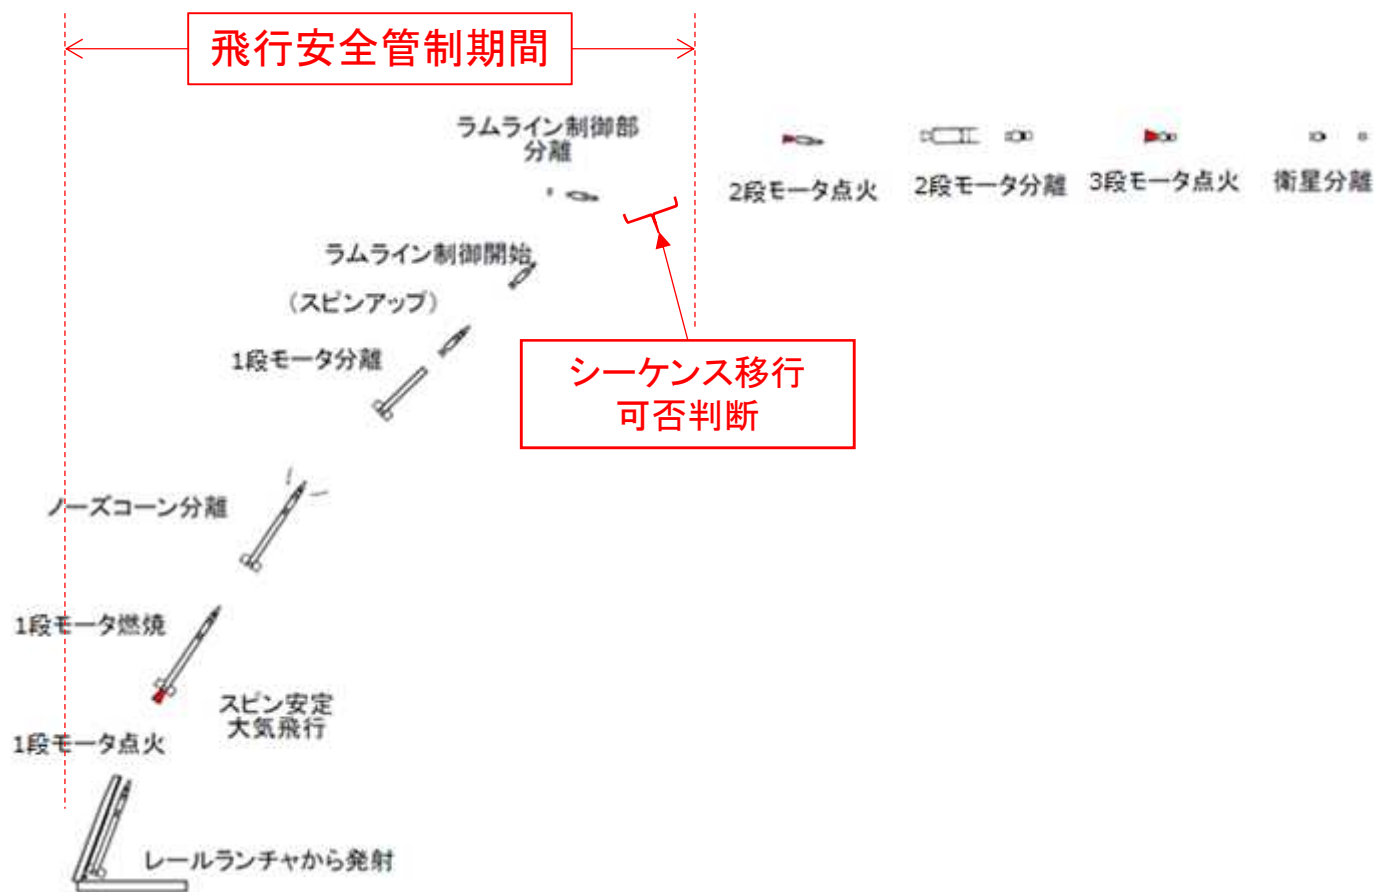 飛行安全管制期間
ラムライン制御部
分離
2段モータ点火
2段モータ分離
3段モータ点火
衛星分離
ラムライン制御開始
(スピンアップ)
1段モータ分離
シーケンス移行
可否判断
ノーズコーン分離
1段モータ燃焼
スピン安定
大気飛行
1段モータ点火
レールランチャから発射